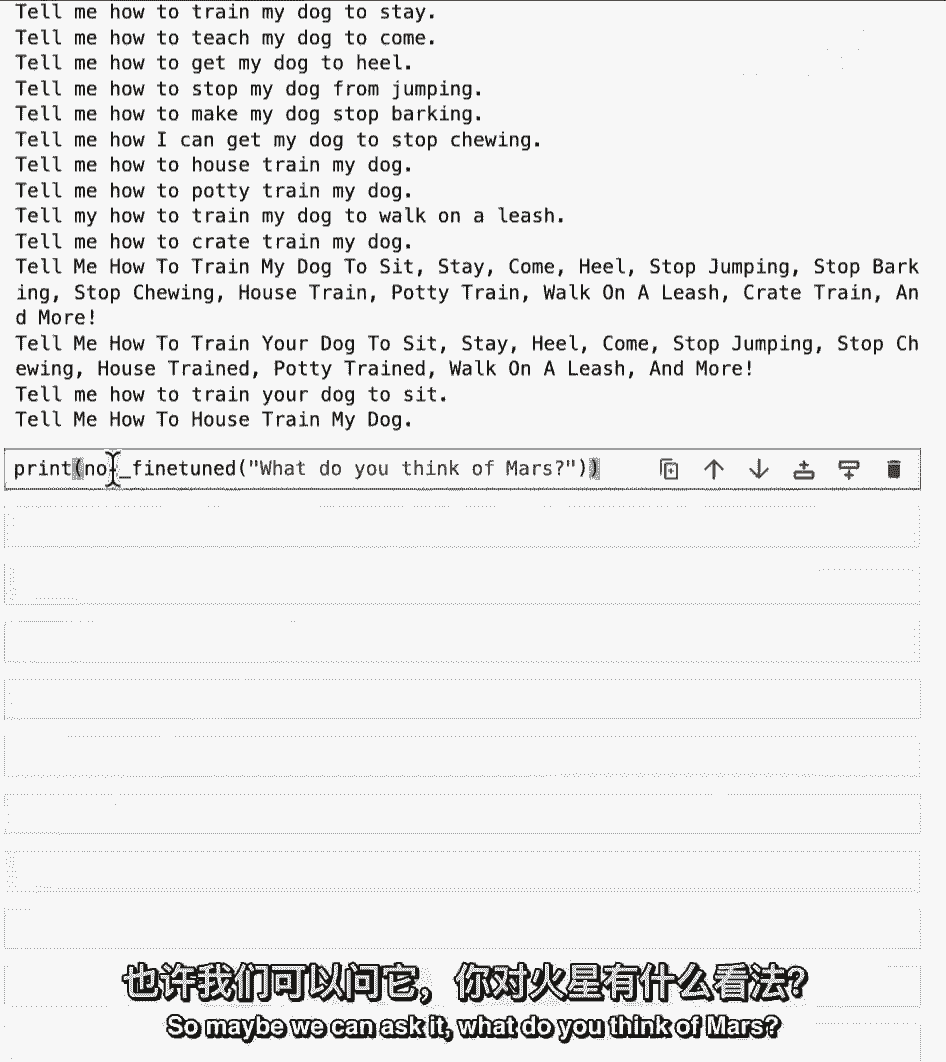 Tell me how to train my dog to stay.
Tell me how to teach my dog to come.
Tell me how to get my dog to heel.
Tell me how to stop my dog from jumping.
Tell me how to make my dog stop barking.
Tell me how I can get my dog to stop chewing.
Tell me how to house train my dog.
Tell me how to potty train my dog.
Tell my how to train my dog to walk on a leash.
Tell me how to crate train my dog.
Tell Me How To Train My Dog To Sit, Stay, Come, Heel, Stop Jumping, Stop Bark
ing, Stop Chewing, House Train, Potty Train, Walk On A Leash, Crate Train, An
d More!
Tell Me How To Train Your Dog To Sit, Stay, Heel, Come, Stop Jumping, Stop Ch
ewing, House Trained, Potty Trained, Walk On A Leash, And More!
Tell me how to train your dog to sit.
Tell Me How To House Train My Dog.
print(non_finetuned("What do you think of Mars?"))
也许我们可以问它，你对火星有什么看法？
So maybe we can ask it, what do you think of Mars?